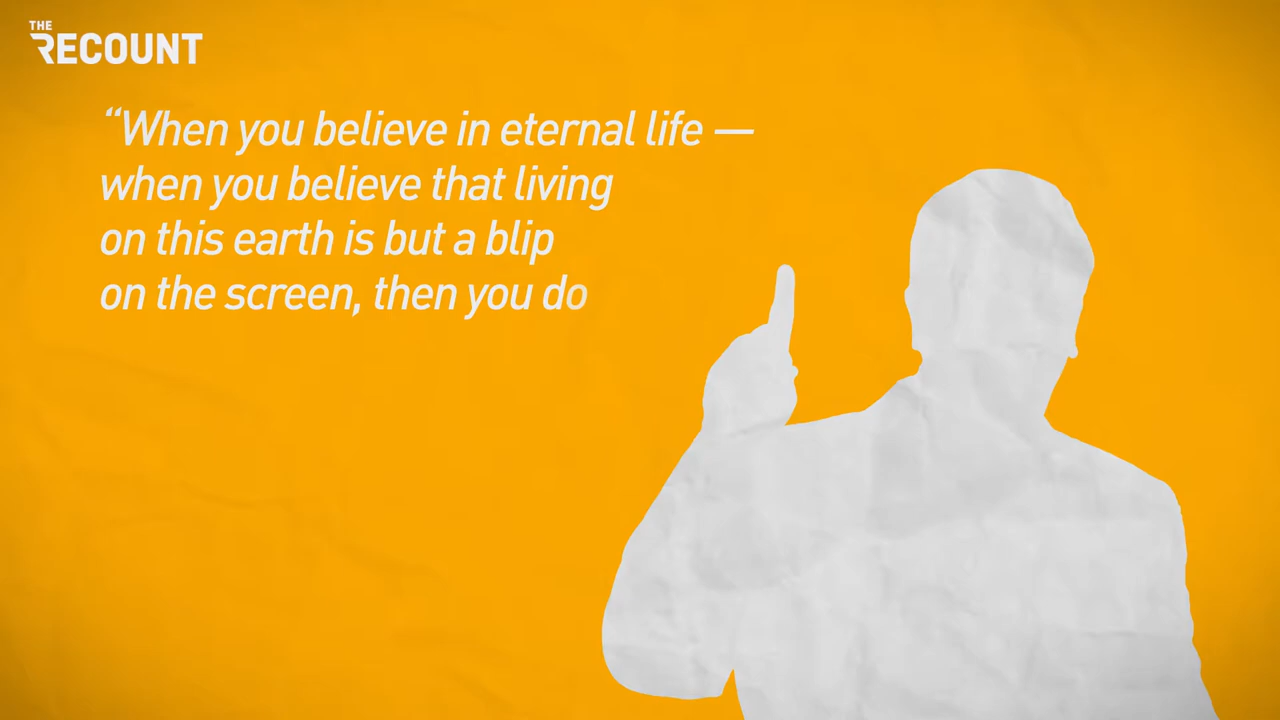 THE
RECOUNT
“When you believe in eternal life —
when you believe that living
on this earth is but a blip
on the screen, then you do